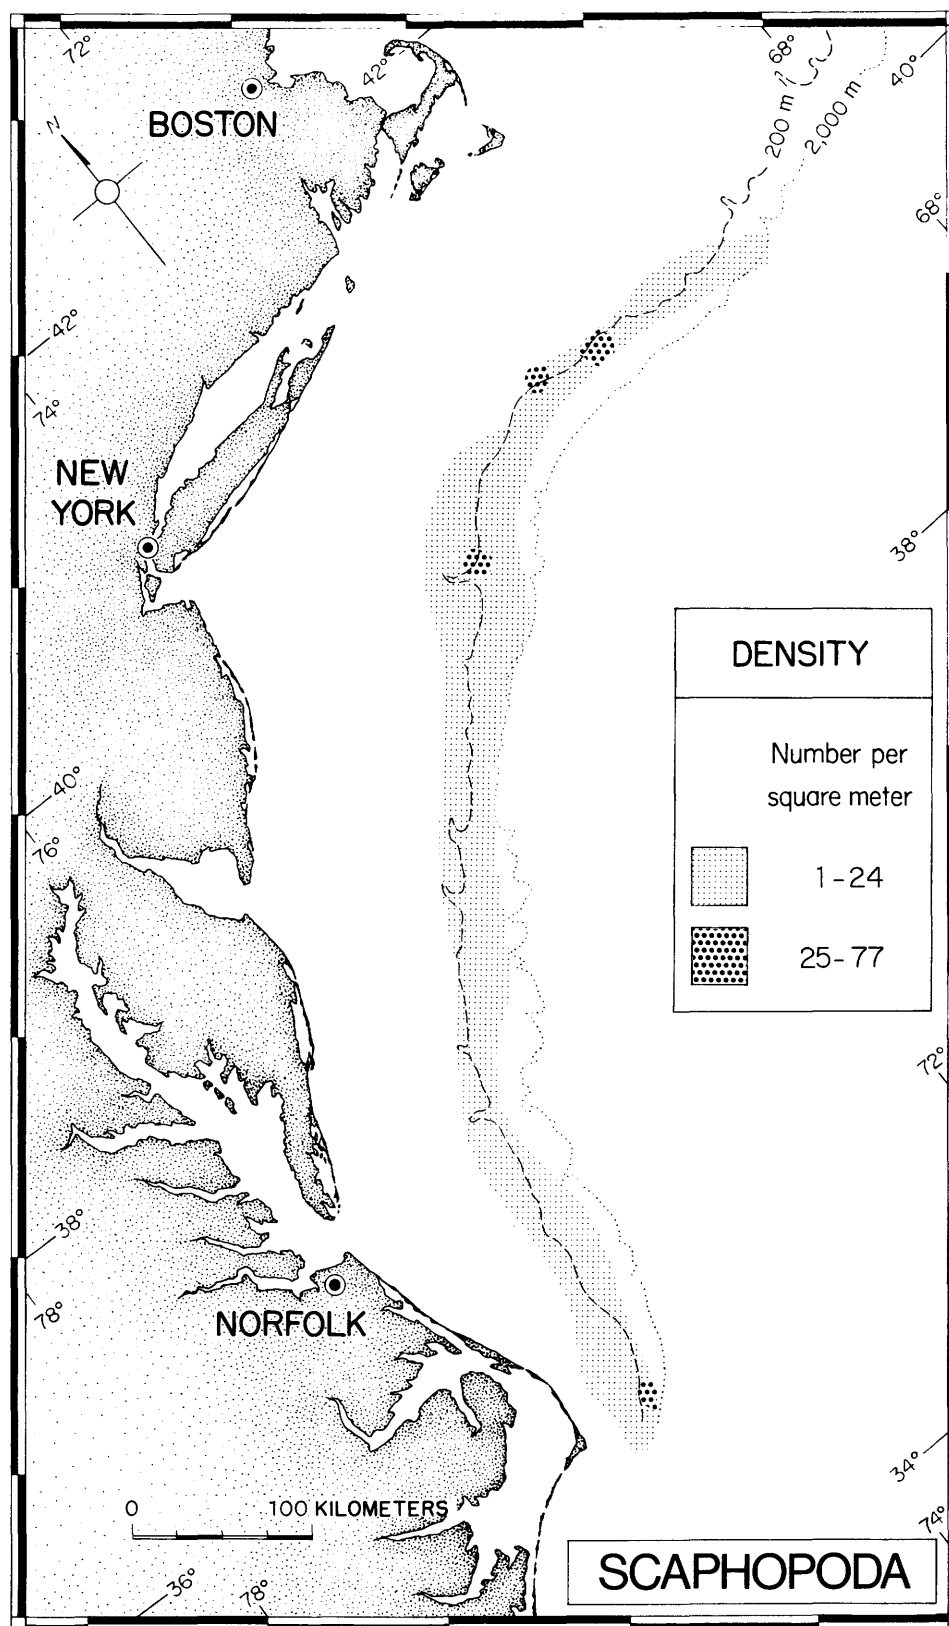 72°
42°
68°
40°
BOSTON
N
200 m
2,000 m
68°
42°
74°
NEW
YORK
38°
DENSITY
Number per
square meter
1-24
25-77
40°
76°
72°
38°
78°
NORFOLK
34°
74°
0 100 KILOMETERS
36°
78°
SCAPHOPODA